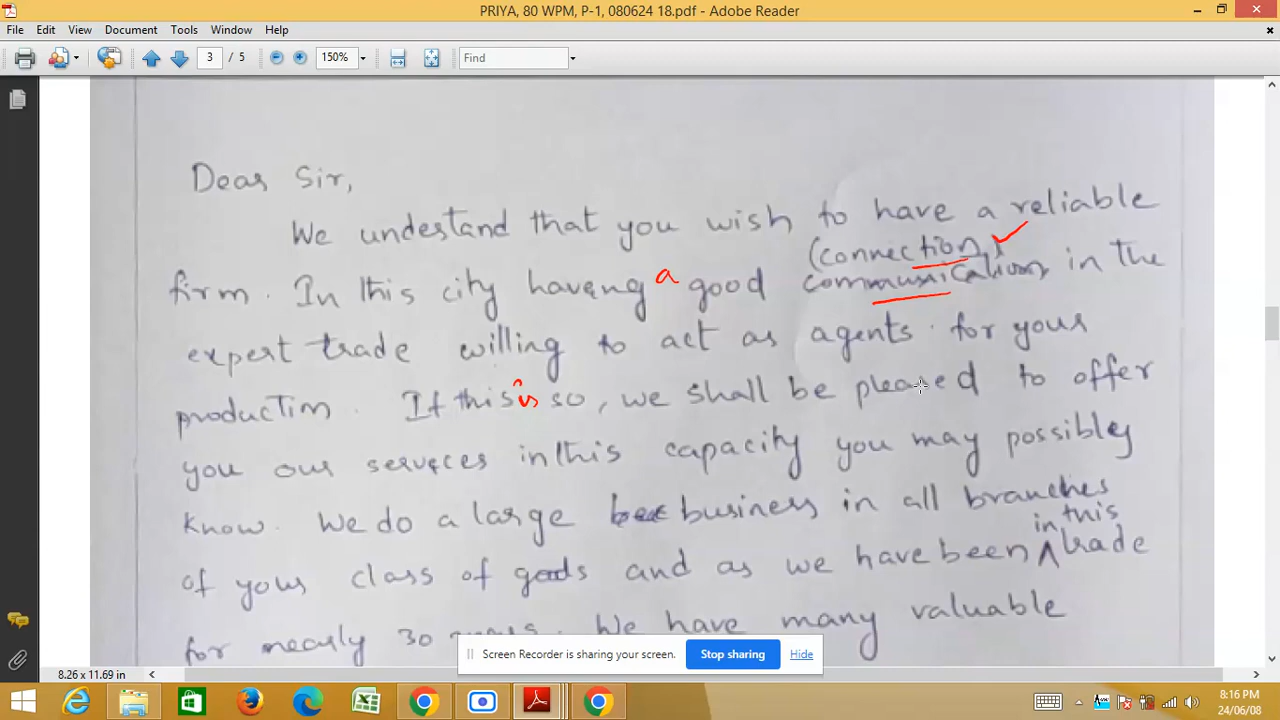 PRIYA, 80 WPM, P-1, 080624 18.pdf - Adobe Reader
File Edit View Document Tools Window Help
3 / 5 150% Find
Dear Sir,
We undestand that you wish to have a reliable
(connection)
firm. In this city having a good communication in the
expert trade willing to act as agents for your
production. If this is so, we shall be pleased to offer
you our services in this capacity you may possibly
know. We do a large business in all branches
in this
of your class of goods and as we have been trade
for nearly 30 years. We have many valuable
Screen Recorder is sharing your screen. Stop sharing Hide
8.26 x 11.69 in
8:16 PM
24/06/08